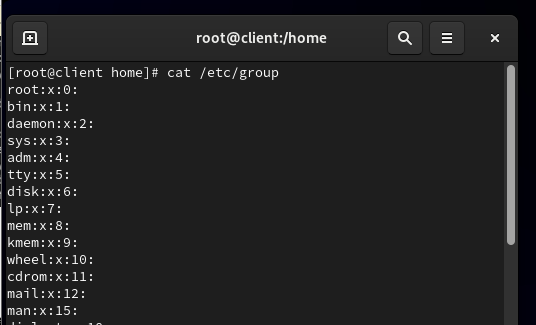 root@client:/home
[root@client home]# cat /etc/group
root:x:0:
bin:x:1:
daemon:x:2:
sys:x:3:
adm:x:4:
tty:x:5:
disk:x:6:
lp:x:7:
mem:x:8:
kmem:x:9:
wheel:x:10:
cdrom:x:11:
mail:x:12:
man:x:15: